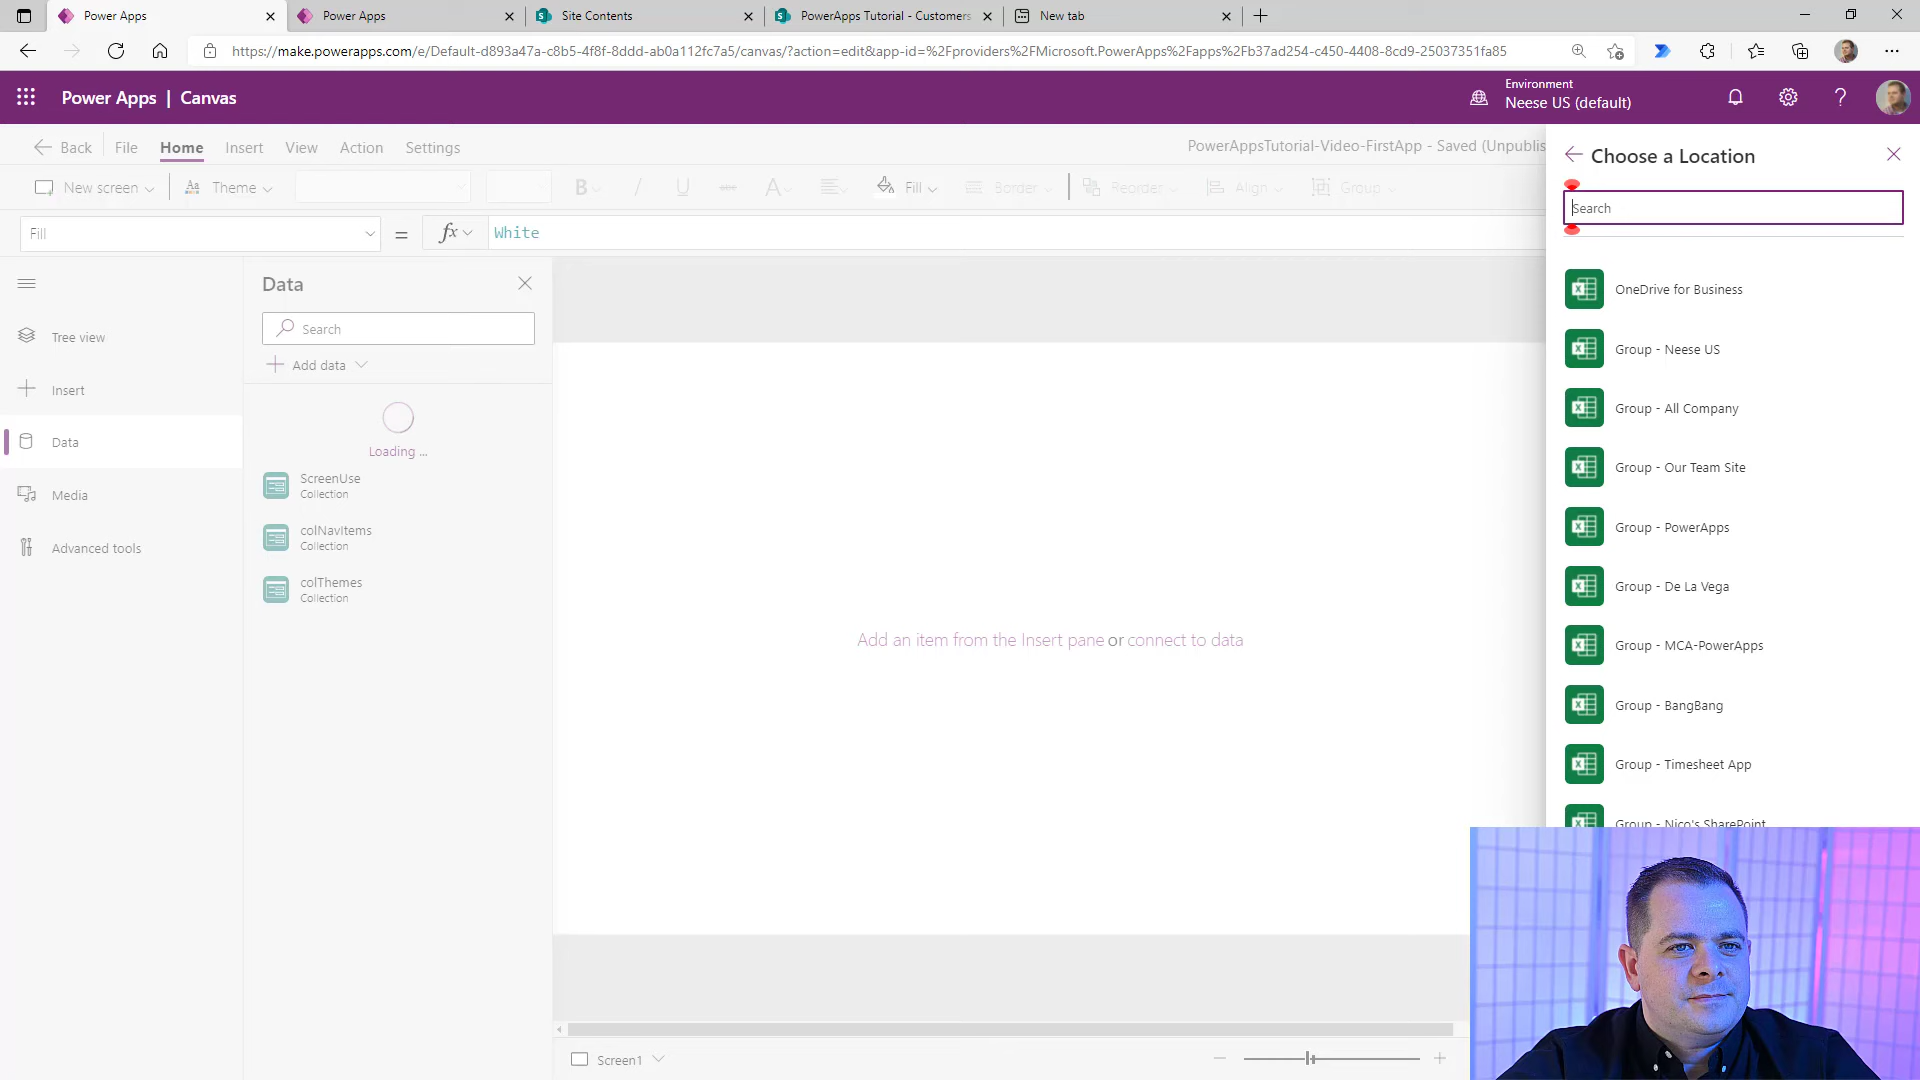 Power Apps
Power Apps
Site Contents
PowerApps Tutorial - Customers
New tab
https://make.powerapps.com/e/Default-d893a47a-c8b5-4f8f-8ddd-ab0a112fc7a5/canvas/?action=edit&app-id=%2Fproviders%2FMicrosoft.PowerApps%2Fapps%2Fb37ad254-c450-4408-8cd9-25037351fa85
Power Apps | Canvas
Environment
Neese US (default)
Back File Home Insert View Action Settings
PowerAppsTutorial-Video-FirstApp - Saved (Unpublis
New screen Theme B / U abc A Fill Border Reorder Align Group
Fill = fx White
Tree view
Insert
Data
Media
Advanced tools
Data
Search
Add data
Loading ...
ScreenUse
Collection
colNavItems
Collection
colThemes
Collection
Add an item from the Insert pane or connect to data
Screen1
Choose a Location
Search
OneDrive for Business
Group - Neese US
Group - All Company
Group - Our Team Site
Group - PowerApps
Group - De La Vega
Group - MCA-PowerApps
Group - BangBang
Group - Timesheet App
Group - Nico's SharePoint